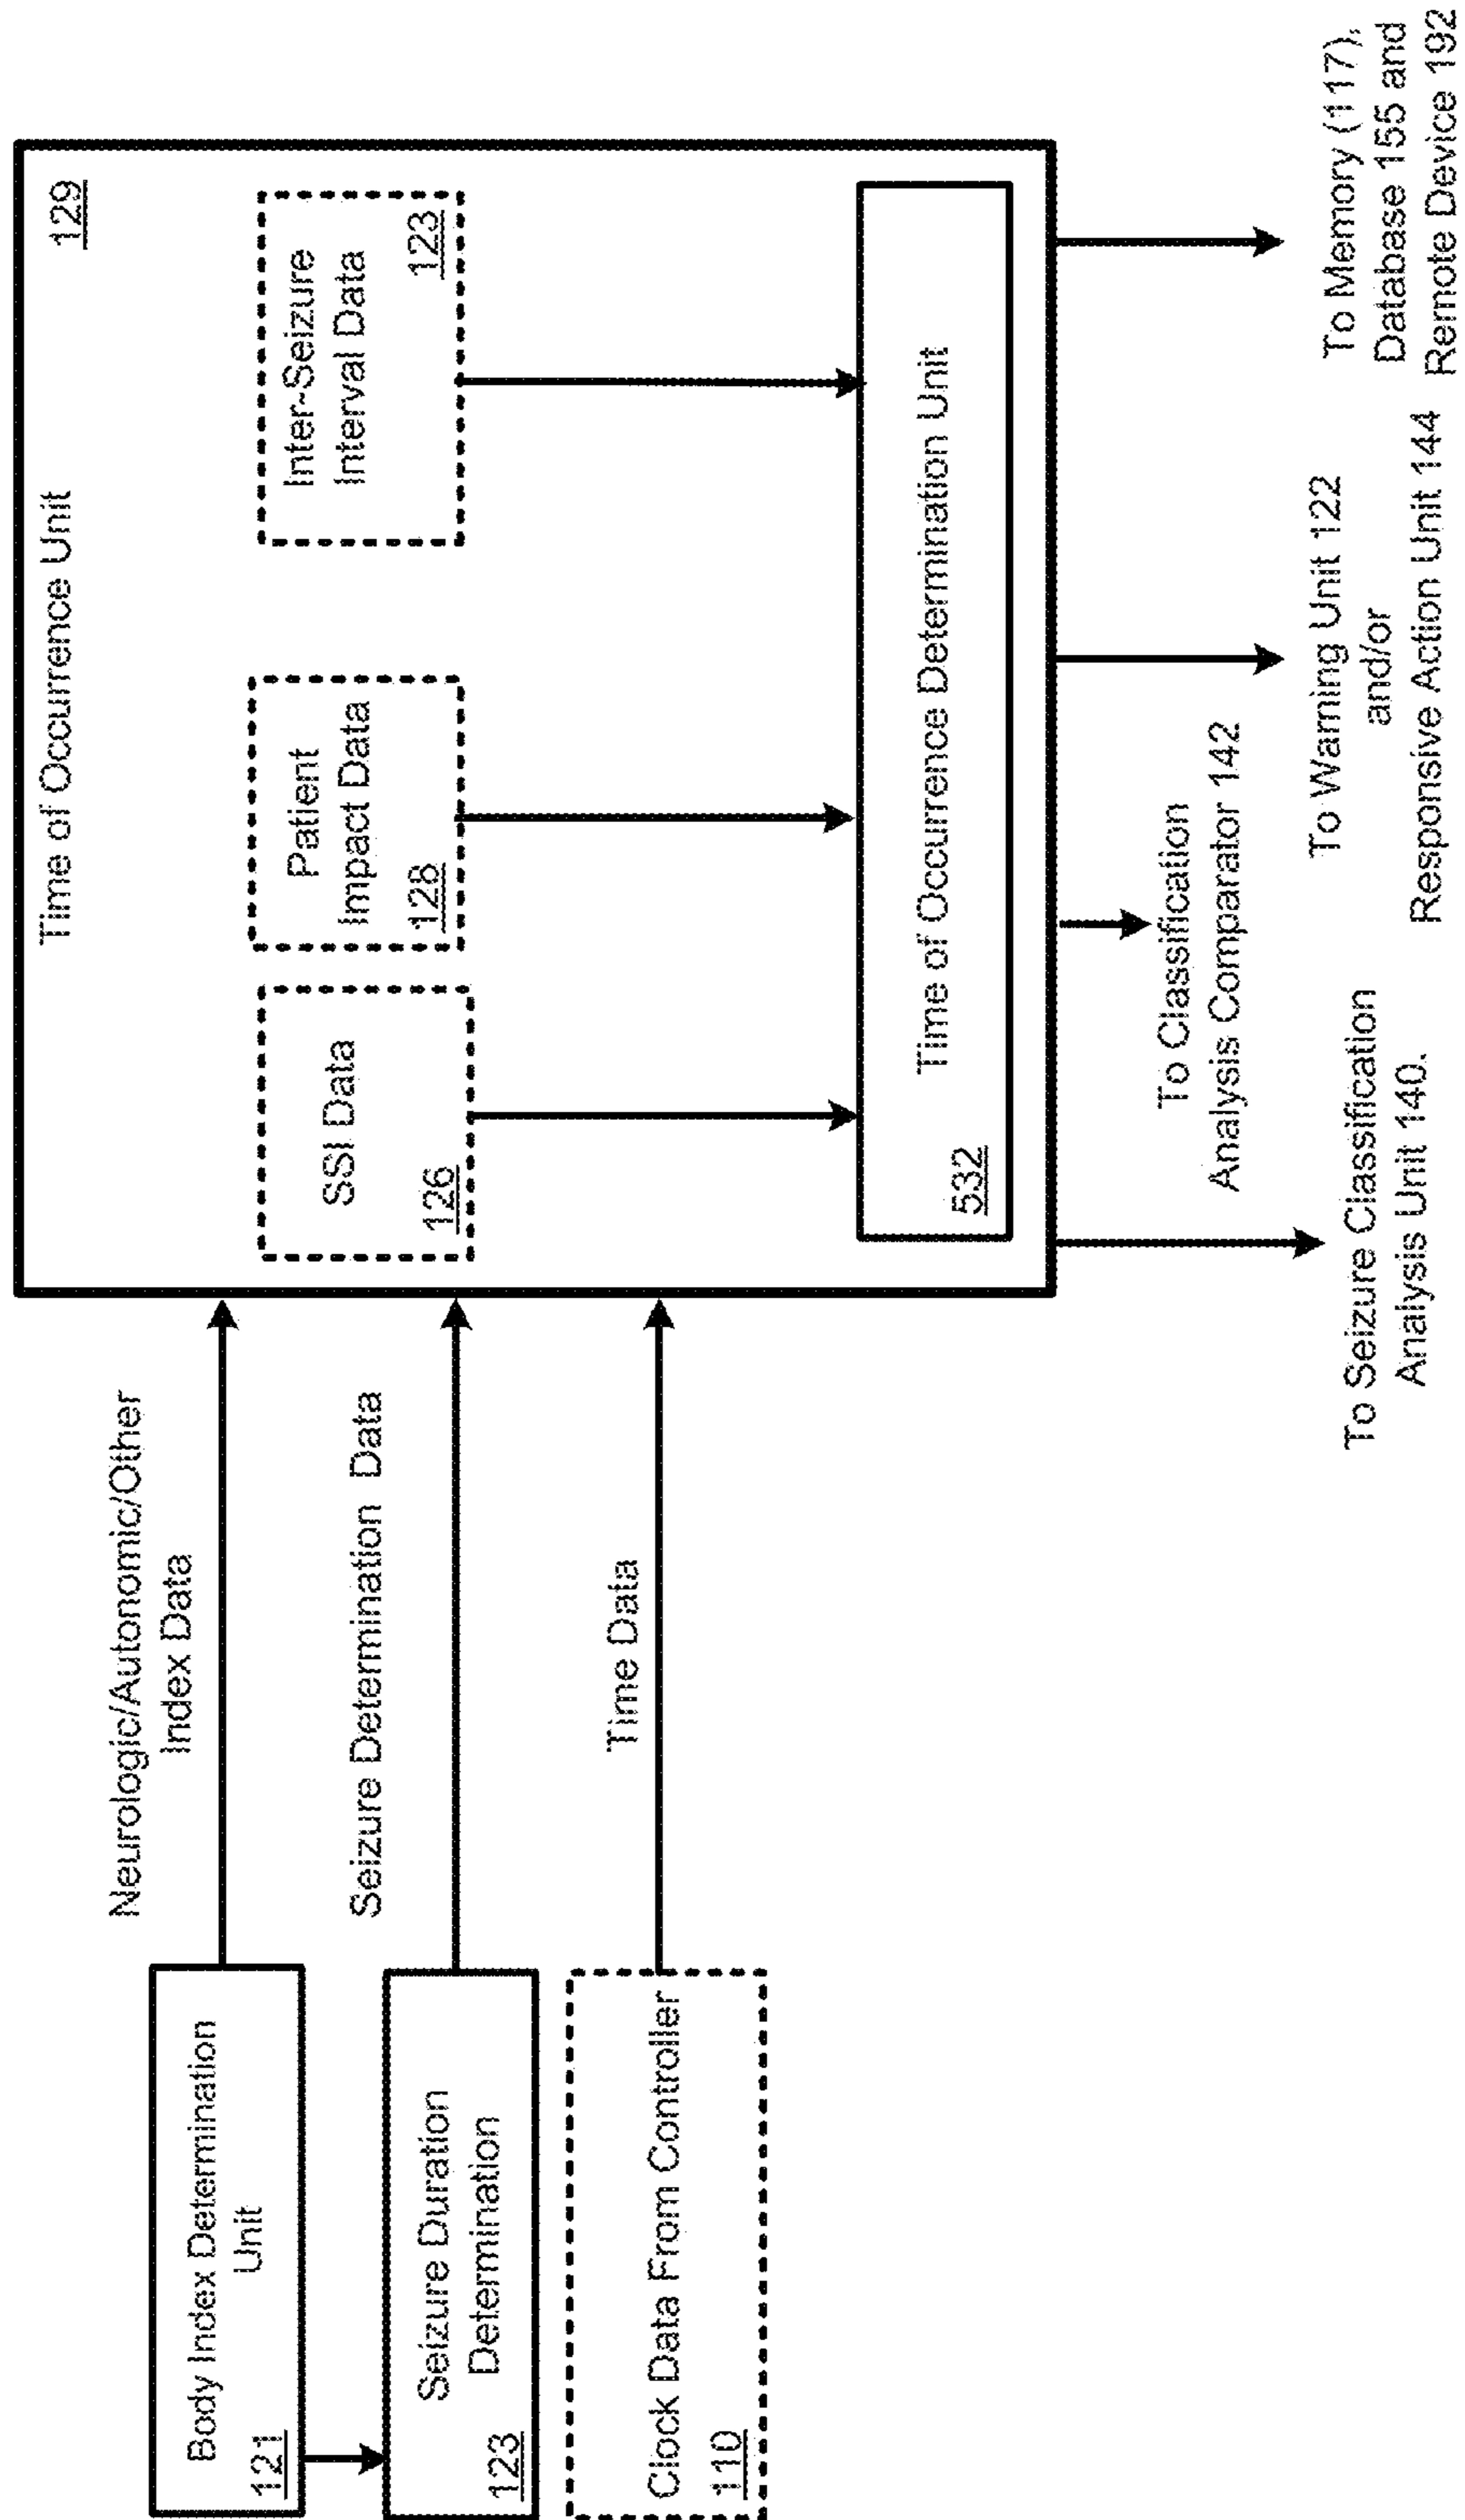 Body Index Determination
Unit
121
Seizure Duration
Determination
123
Clock Data From Controller
110
Neurologic/Autonomic/Other
Index Data
Seizure Determination Data
Time Data
Time of Occurrence Unit
129
SSI Data
126
Patient
Impact Data
128
Inter-Seizure
Interval Data
123
Time of Occurrence Determination Unit
532
To Seizure Classification
Analysis Unit 140.
To Classification
Analysis Comparator 142
To Warning Unit 122
and/or
Responsive Action Unit 144
To Memory (117),
Database 155 and
Remote Device 192